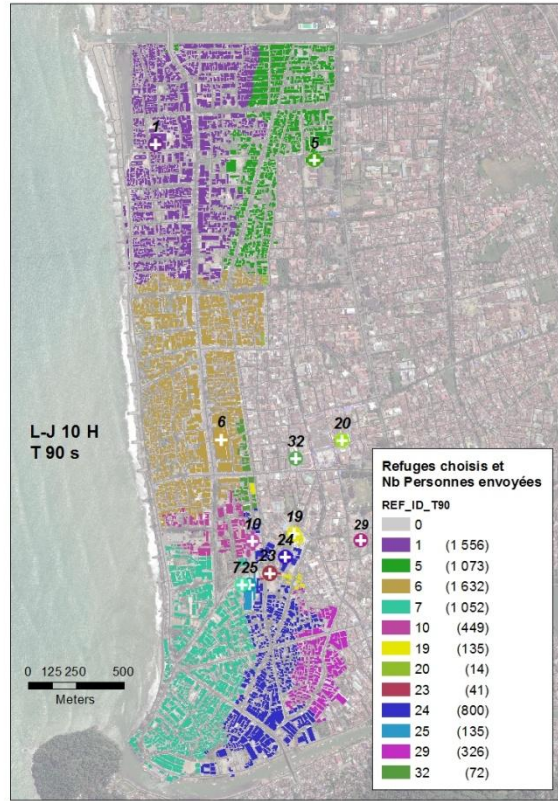 1
5
6
20
32
L-J 10 H
T 90 s
10
19
29
24
23
7 25
0 125 250 500
Meters
Refuges choisis et
Nb Personnes envoyées
REF_ID_T90
0
1 (1 556)
5 (1 073)
6 (1 632)
7 (1 052)
10 (449)
19 (135)
20 (14)
23 (41)
24 (800)
25 (135)
29 (326)
32 (72)